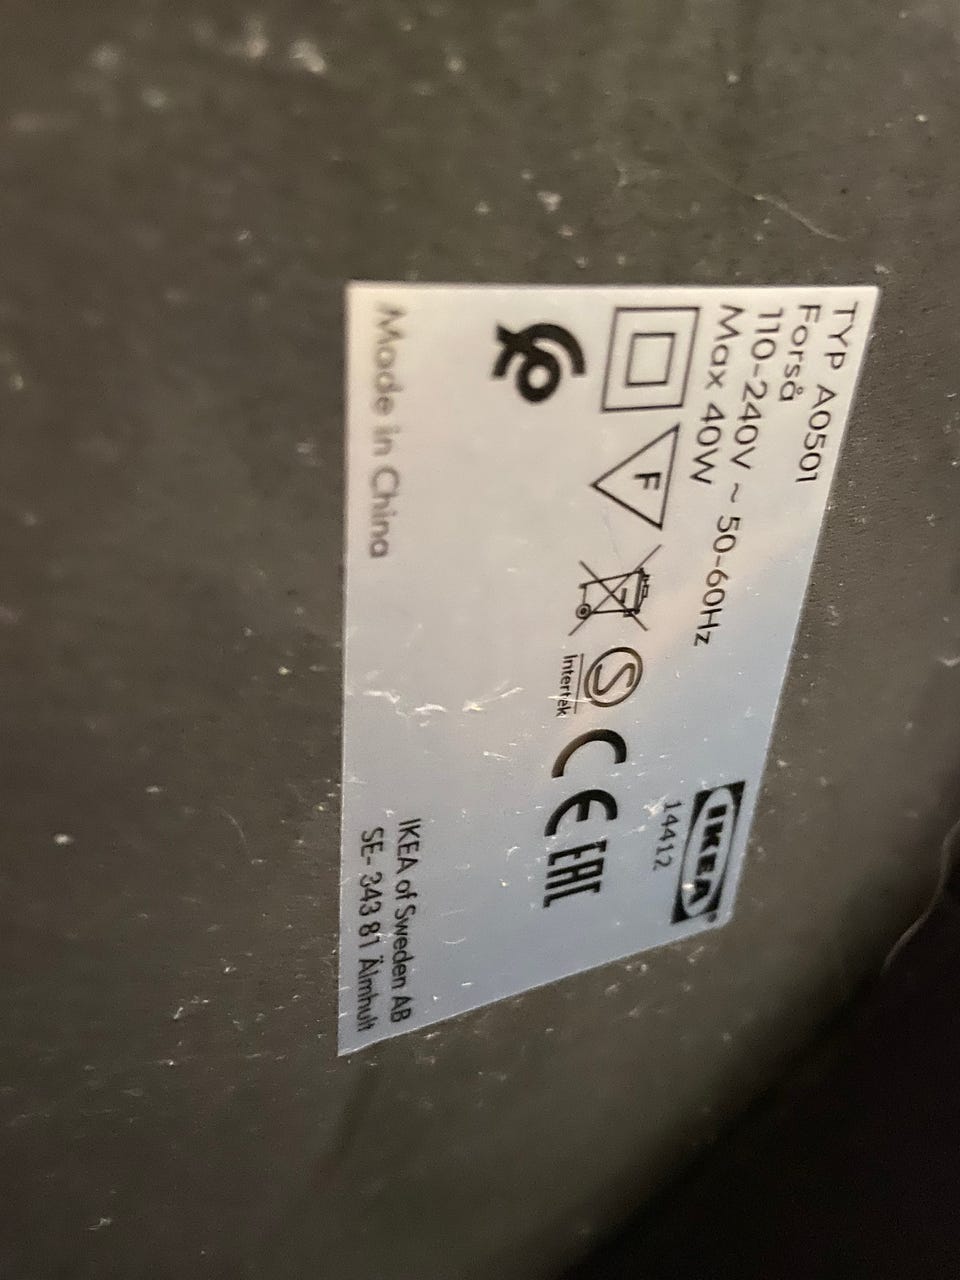 TYP A0501
Forså
110-240V ~ 50-60Hz
Max 40W
IKEA®
14412
F
S
Intertek
CE
EAC
Made in China
IKEA of Sweden AB
SE- 343 81 Älmhult